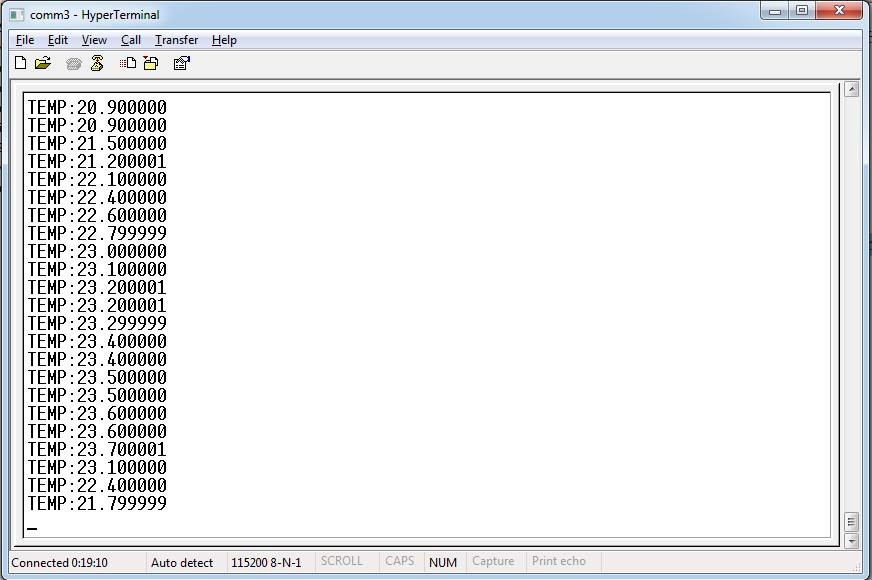 comm3 - HyperTerminal
File Edit View Call Transfer Help
TEMP:20.900000
TEMP:20.900000
TEMP:21.500000
TEMP:21.200001
TEMP:22.100000
TEMP:22.400000
TEMP:22.600000
TEMP:22.799999
TEMP:23.000000
TEMP:23.100000
TEMP:23.200001
TEMP:23.200001
TEMP:23.299999
TEMP:23.400000
TEMP:23.400000
TEMP:23.500000
TEMP:23.500000
TEMP:23.600000
TEMP:23.600000
TEMP:23.700001
TEMP:23.100000
TEMP:22.400000
TEMP:21.799999
_
Connected 0:19:10 Auto detect 115200 8-N-1 SCROLL CAPS NUM Capture Print echo